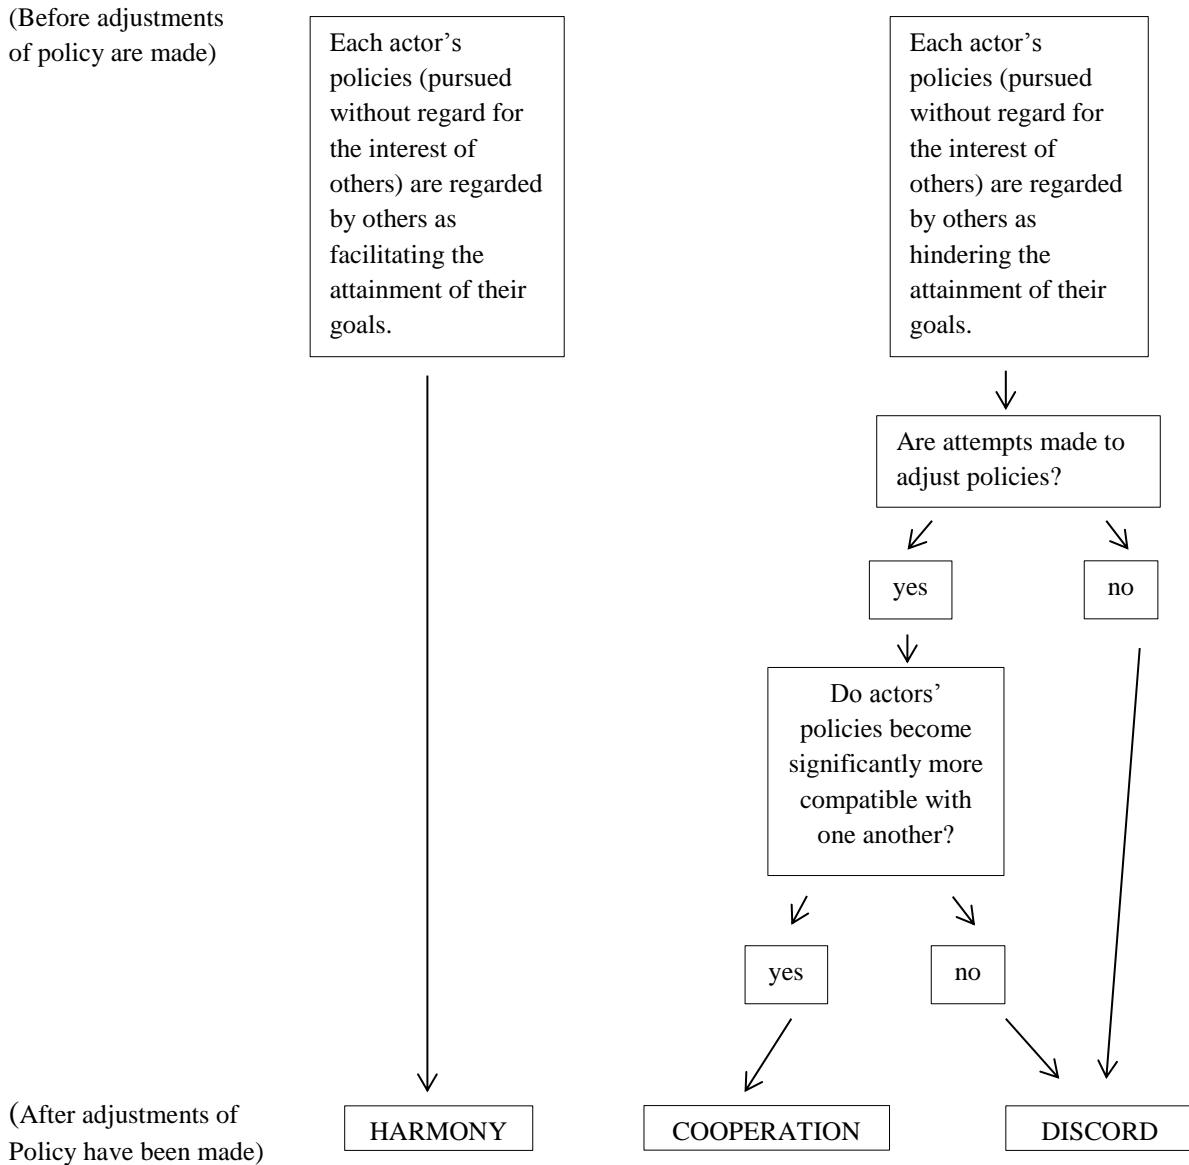 (Before adjustments
of policy are made)
Each actor’s
policies (pursued
without regard for
the interest of
others) are regarded
by others as
facilitating the
attainment of their
goals.
Each actor’s
policies (pursued
without regard for
the interest of
others) are regarded
by others as
hindering the
attainment of their
goals.
Are attempts made to
adjust policies?
yes
no
Do actors’
policies become
significantly more
compatible with
one another?
yes
no
(After adjustments of
Policy have been made)
HARMONY
COOPERATION
DISCORD